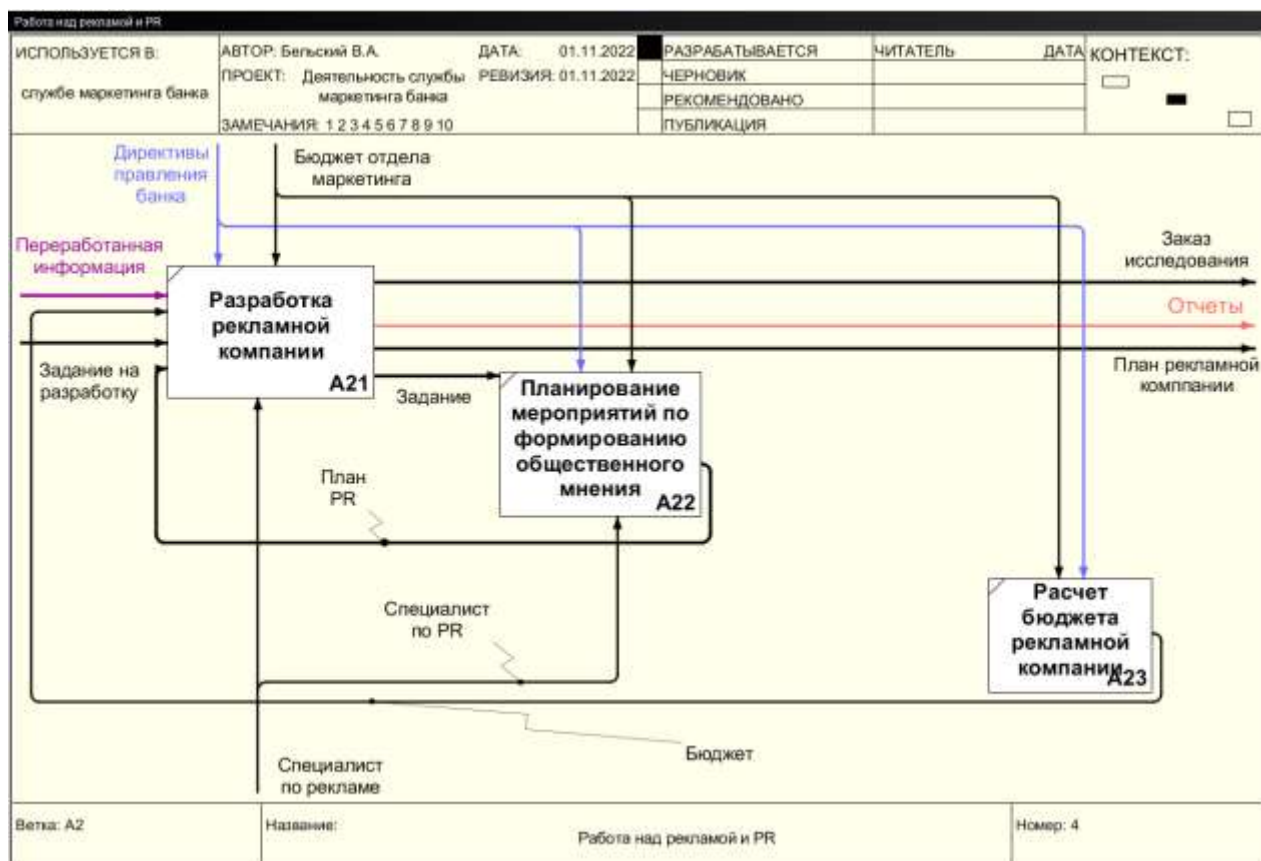 Работа над рекламой и PR
ИСПОЛЬЗУЕТСЯ В:
службе маркетинга банка
АВТОР: Бельский В.А.
ДАТА: 01.11.2022
ПРОЕКТ: Деятельность службы
маркетинга банка
РЕВИЗИЯ: 01.11.2022
ЗАМЕЧАНИЯ: 1 2 3 4 5 6 7 8 9 10
РАЗРАБАТЫВАЕТСЯ
ЧЕРНОВИК
РЕКОМЕНДОВАНО
ПУБЛИКАЦИЯ
ЧИТАТЕЛЬ
ДАТА
КОНТЕКСТ:
Директивы
правления
банка
Бюджет отдела
маркетинга
Переработанная
информация
Заказ
исследования
Отчеты
Разработка
рекламной
компании
A21
Задание на
разработку
План рекламной
комппании
Задание
Планирование
мероприятий по
формированию
общественного
мнения
A22
План
PR
Расчет
бюджета
рекламной
компании
A23
Специалист
по PR
Бюджет
Специалист
по рекламе
Ветка: A2
Название:
Работа над рекламой и PR
Номер: 4